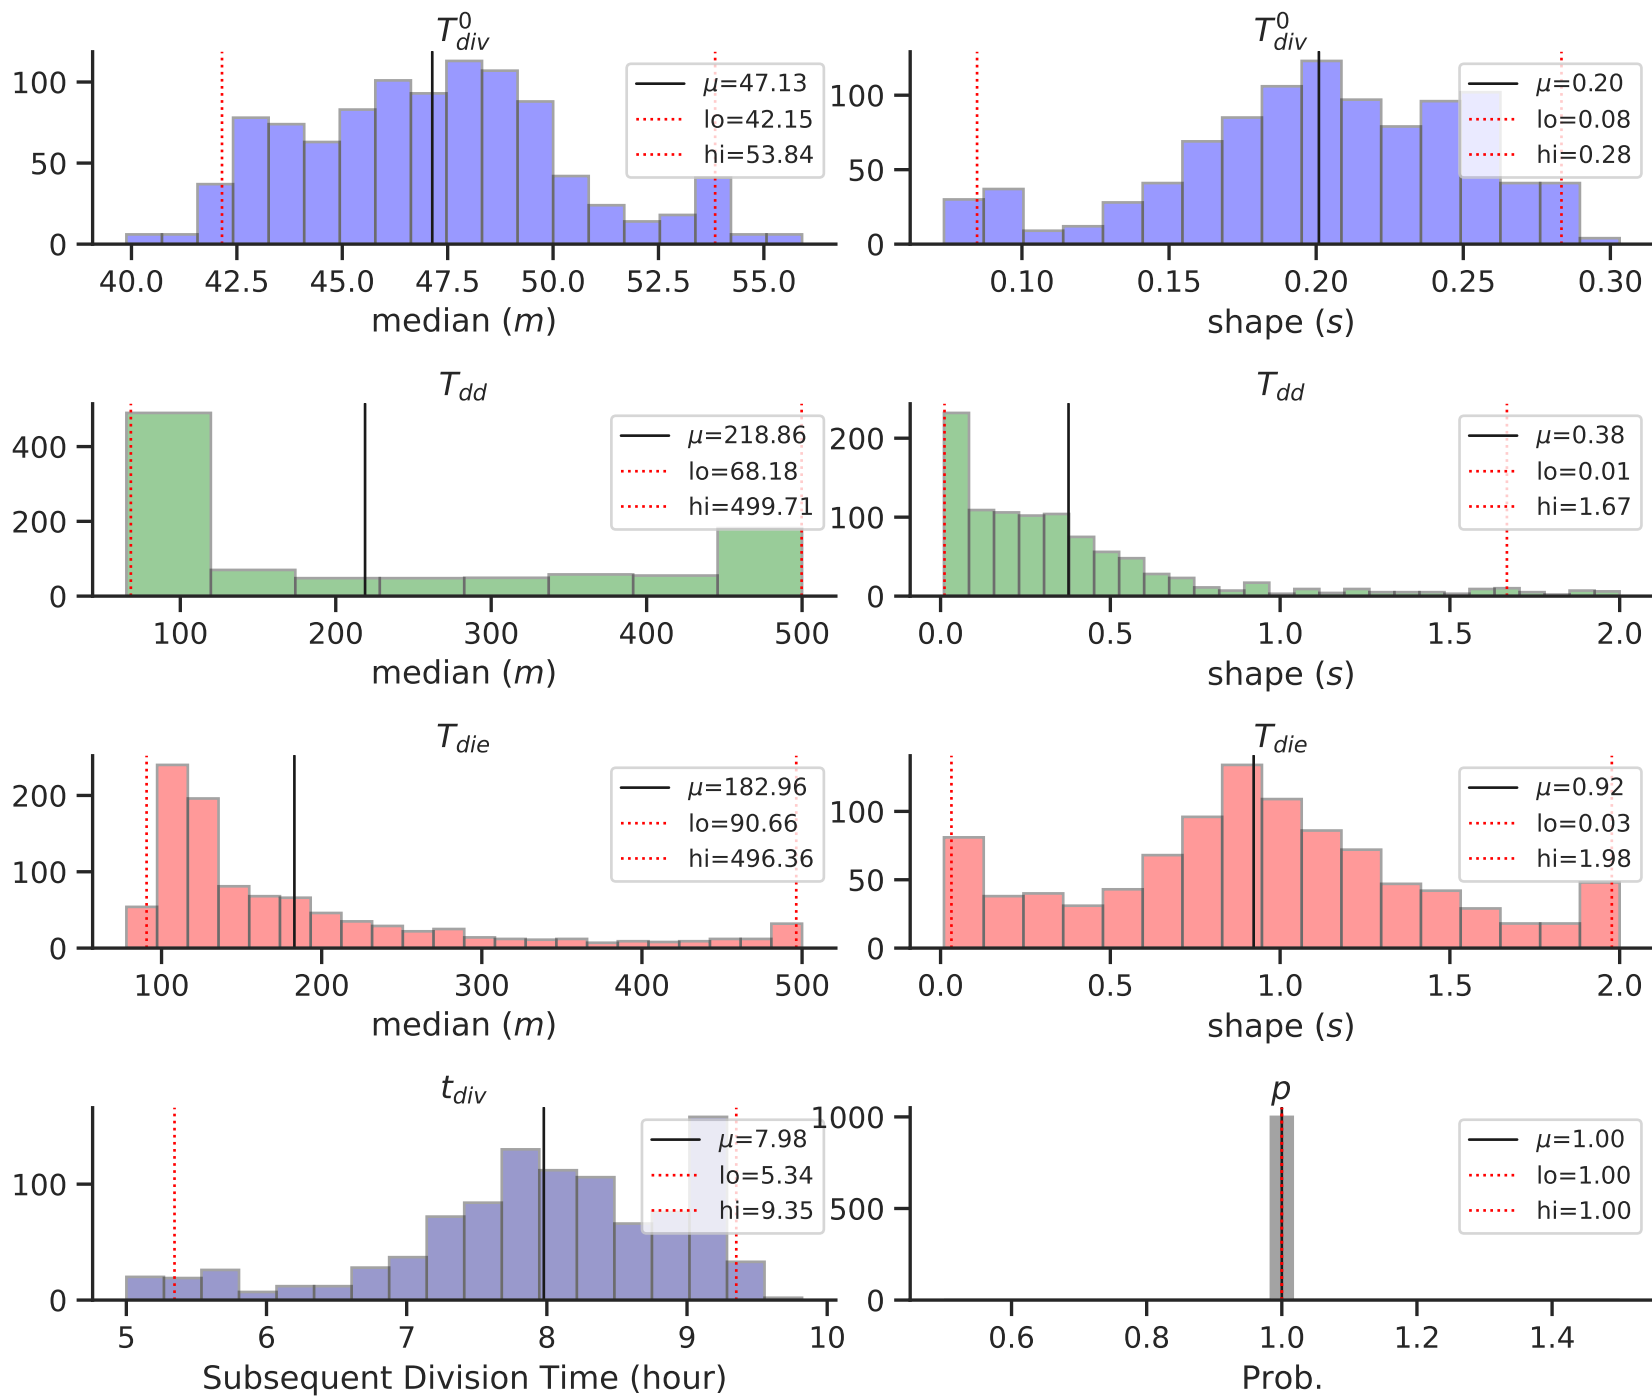 T⁰div
100
50
0
μ=47.13
lo=42.15
hi=53.84
40.0 42.5 45.0 47.5 50.0 52.5 55.0
median (m)
T⁰div
100
50
0
μ=0.20
lo=0.08
hi=0.28
0.10 0.15 0.20 0.25 0.30
shape (s)
Tdd
400
200
0
μ=218.86
lo=68.18
hi=499.71
100 200 300 400 500
median (m)
Tdd
200
100
0
μ=0.38
lo=0.01
hi=1.67
0.0 0.5 1.0 1.5 2.0
shape (s)
Tdie
200
100
0
μ=182.96
lo=90.66
hi=496.36
100 200 300 400 500
median (m)
Tdie
100
50
0
μ=0.92
lo=0.03
hi=1.98
0.0 0.5 1.0 1.5 2.0
shape (s)
tdiv
100
0
μ=7.98
lo=5.34
hi=9.35
5 6 7 8 9 10
Subsequent Division Time (hour)
p
1000
500
0
μ=1.00
lo=1.00
hi=1.00
0.6 0.8 1.0 1.2 1.4
Prob.